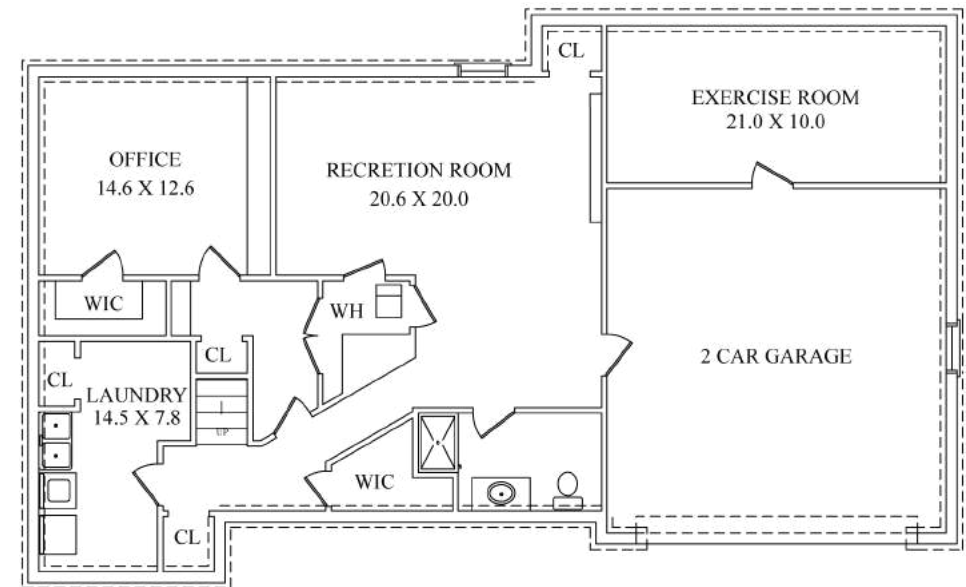 CL
EXERCISE ROOM
21.0 X 10.0
OFFICE
14.6 X 12.6
RECRETION ROOM
20.6 X 20.0
WIC
WH
CL
2 CAR GARAGE
CL
LAUNDRY
14.5 X 7.8
UP
WIC
CL